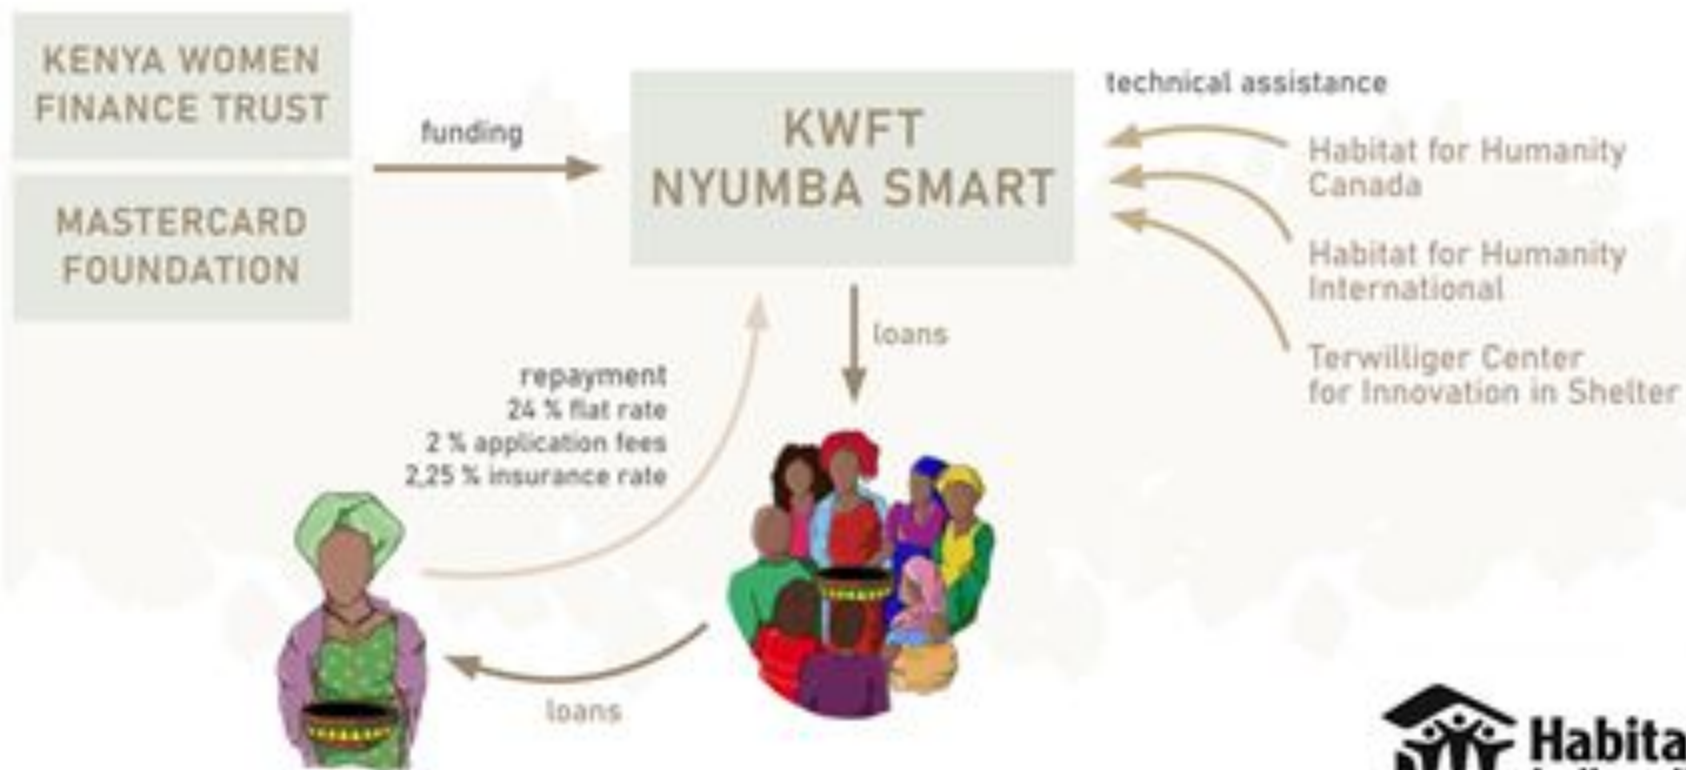 KENYA WOMEN
FINANCE TRUST
MASTERCARD
FOUNDATION
funding
KWFT
NYUMBA SMART
technical assistance
Habitat for Humanity
Canada
Habitat for Humanity
International
Terwilliger Center
for Innovation in Shelter
loans
repayment
24 % flat rate
2 % application fees
2,25 % insurance rate
loans
Habita